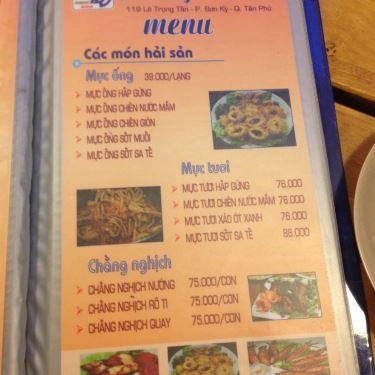 119 Lê Trọng Tấn - P. Sơn Kỳ - Q. Tân Phú
menu
Các món hải sản
Mực ống 39.000/LẠNG
MỰC ỐNG HẤP GỪNG
MỰC ỐNG CHIÊN NƯỚC MẮM
MỰC ỐNG CHIÊN GIÒN
MỰC ỐNG SỐT MUỐI
MỰC ỐNG SỐT SA TẾ
Mực tươi
MỰC TƯƠI HẤP GỪNG 76.000
MỰC TƯƠI CHIÊN NƯỚC MẮM 76.000
MỰC TƯƠI XÀO ỚT XANH 76.000
MỰC TƯƠI SỐT SA TẾ 86.000
Chằng nghịch
CHẰNG NGHỊCH NƯỚNG 75.000/CON
CHẰNG NGHỊCH RÔ TI 75.000/CON
CHẰNG NGHỊCH QUAY 75.000/CON